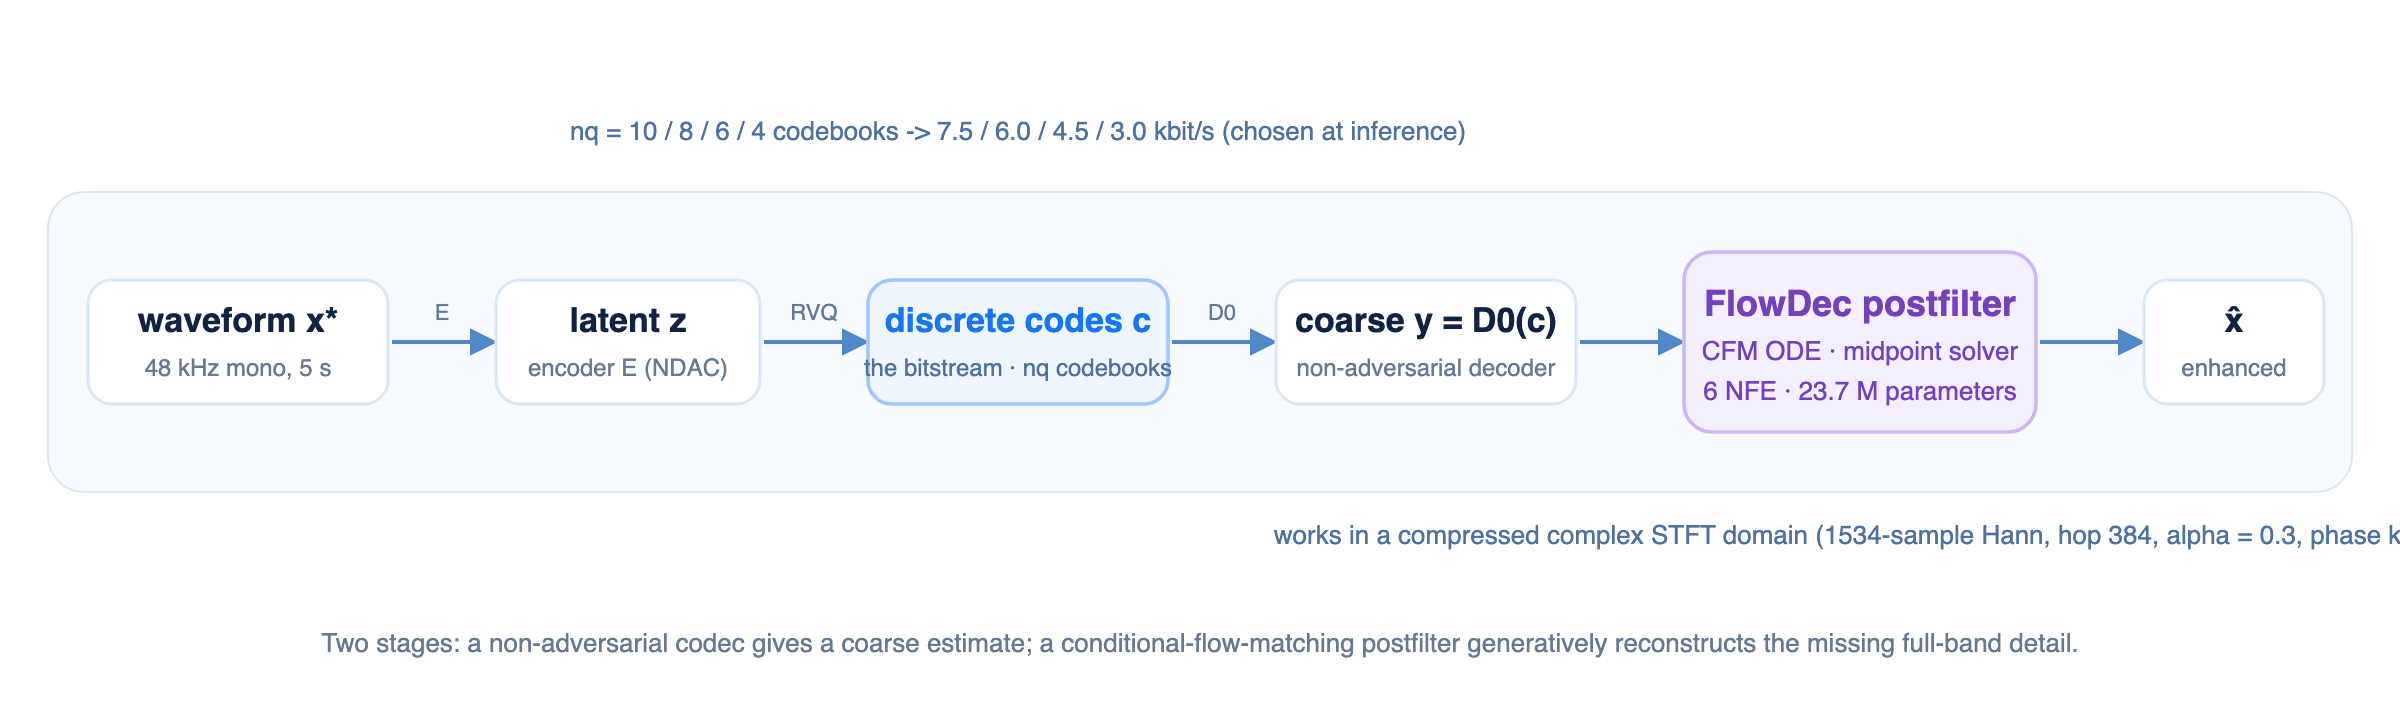 nq = 10 / 8 / 6 / 4 codebooks -> 7.5 / 6.0 / 4.5 / 3.0 kbit/s (chosen at inference)
waveform x*
48 kHz mono, 5 s
E
latent z
encoder E (NDAC)
RVQ
discrete codes c
the bitstream · nq codebooks
D0
coarse y = D0(c)
non-adversarial decoder
FlowDec postfilter
CFM ODE · midpoint solver
6 NFE · 23.7 M parameters
x̂
enhanced
works in a compressed complex STFT domain (1534-sample Hann, hop 384, alpha = 0.3, phase
Two stages: a non-adversarial codec gives a coarse estimate; a conditional-flow-matching postfilter generatively reconstructs the missing full-band detail.